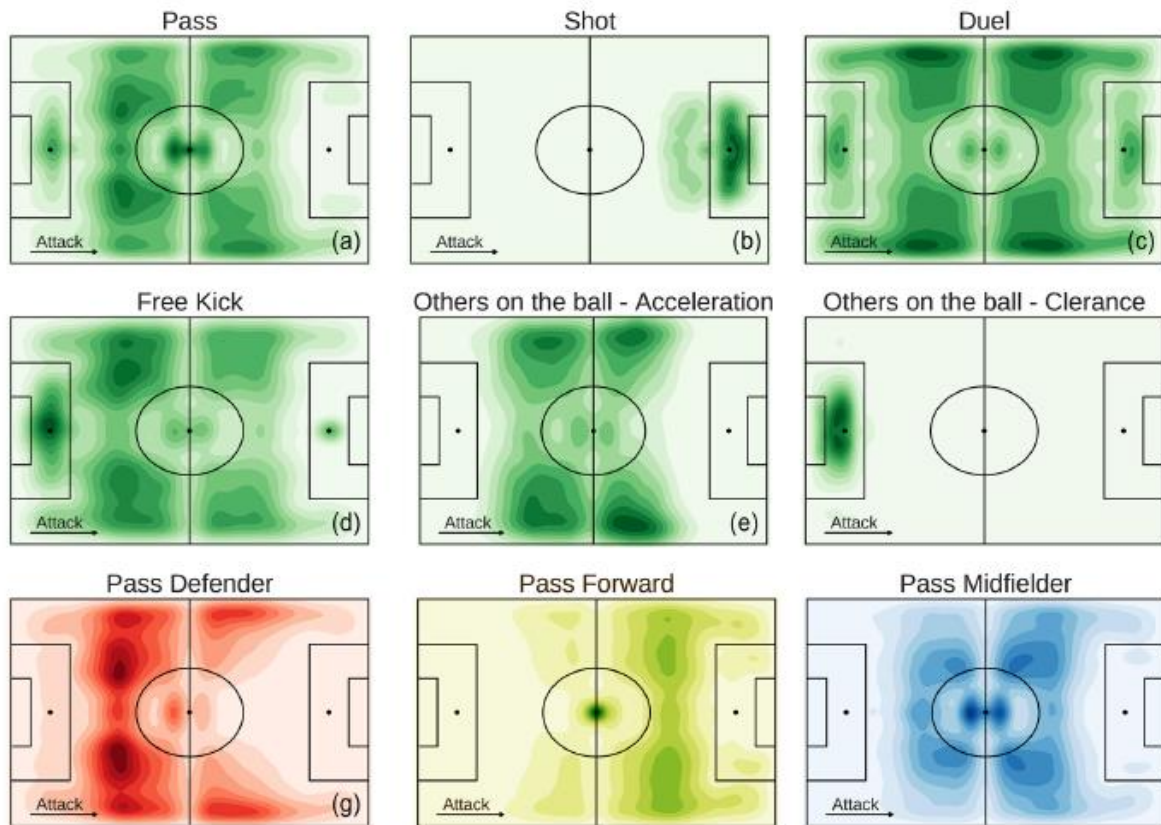 Pass
Shot
Duel
Attack
(a)
Attack
(b)
Attack
(c)
Free Kick
Others on the ball - Acceleration
Others on the ball - Clerance
Attack
(d)
Attack
(e)
Attack
Pass Defender
Pass Forward
Pass Midfielder
Attack
(g)
Attack
Attack